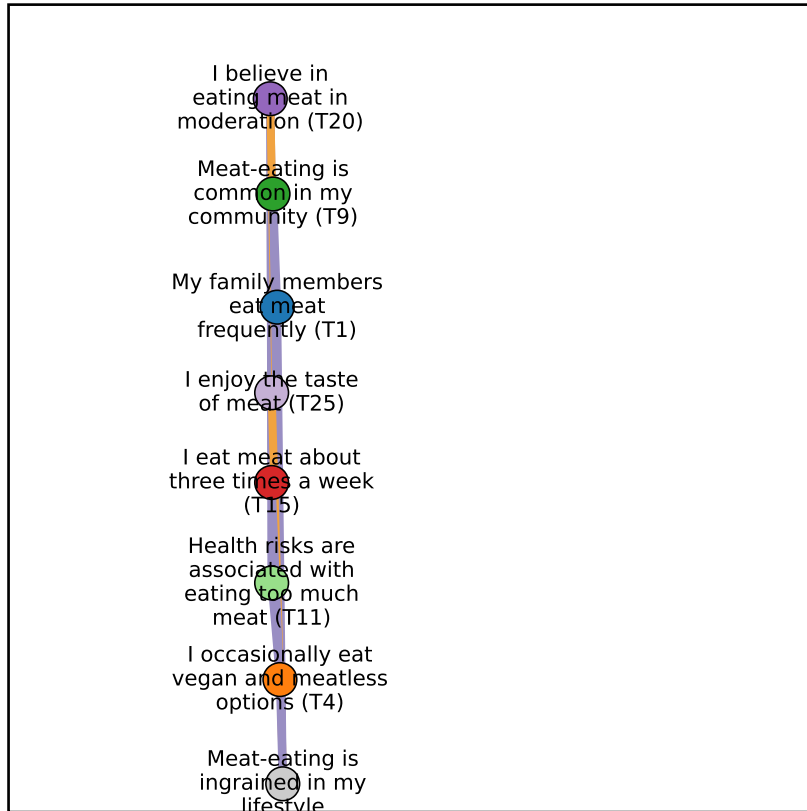 I believe in
eating meat in
moderation (T20)
Meat-eating is
common in my
community (T9)
My family members
eat meat
frequently (T1)
I enjoy the taste
of meat (T25)
I eat meat about
three times a week
(T15)
Health risks are
associated with
eating too much
meat (T11)
I occasionally eat
vegan and meatless
options (T4)
Meat-eating is
ingrained in my
lifestyle